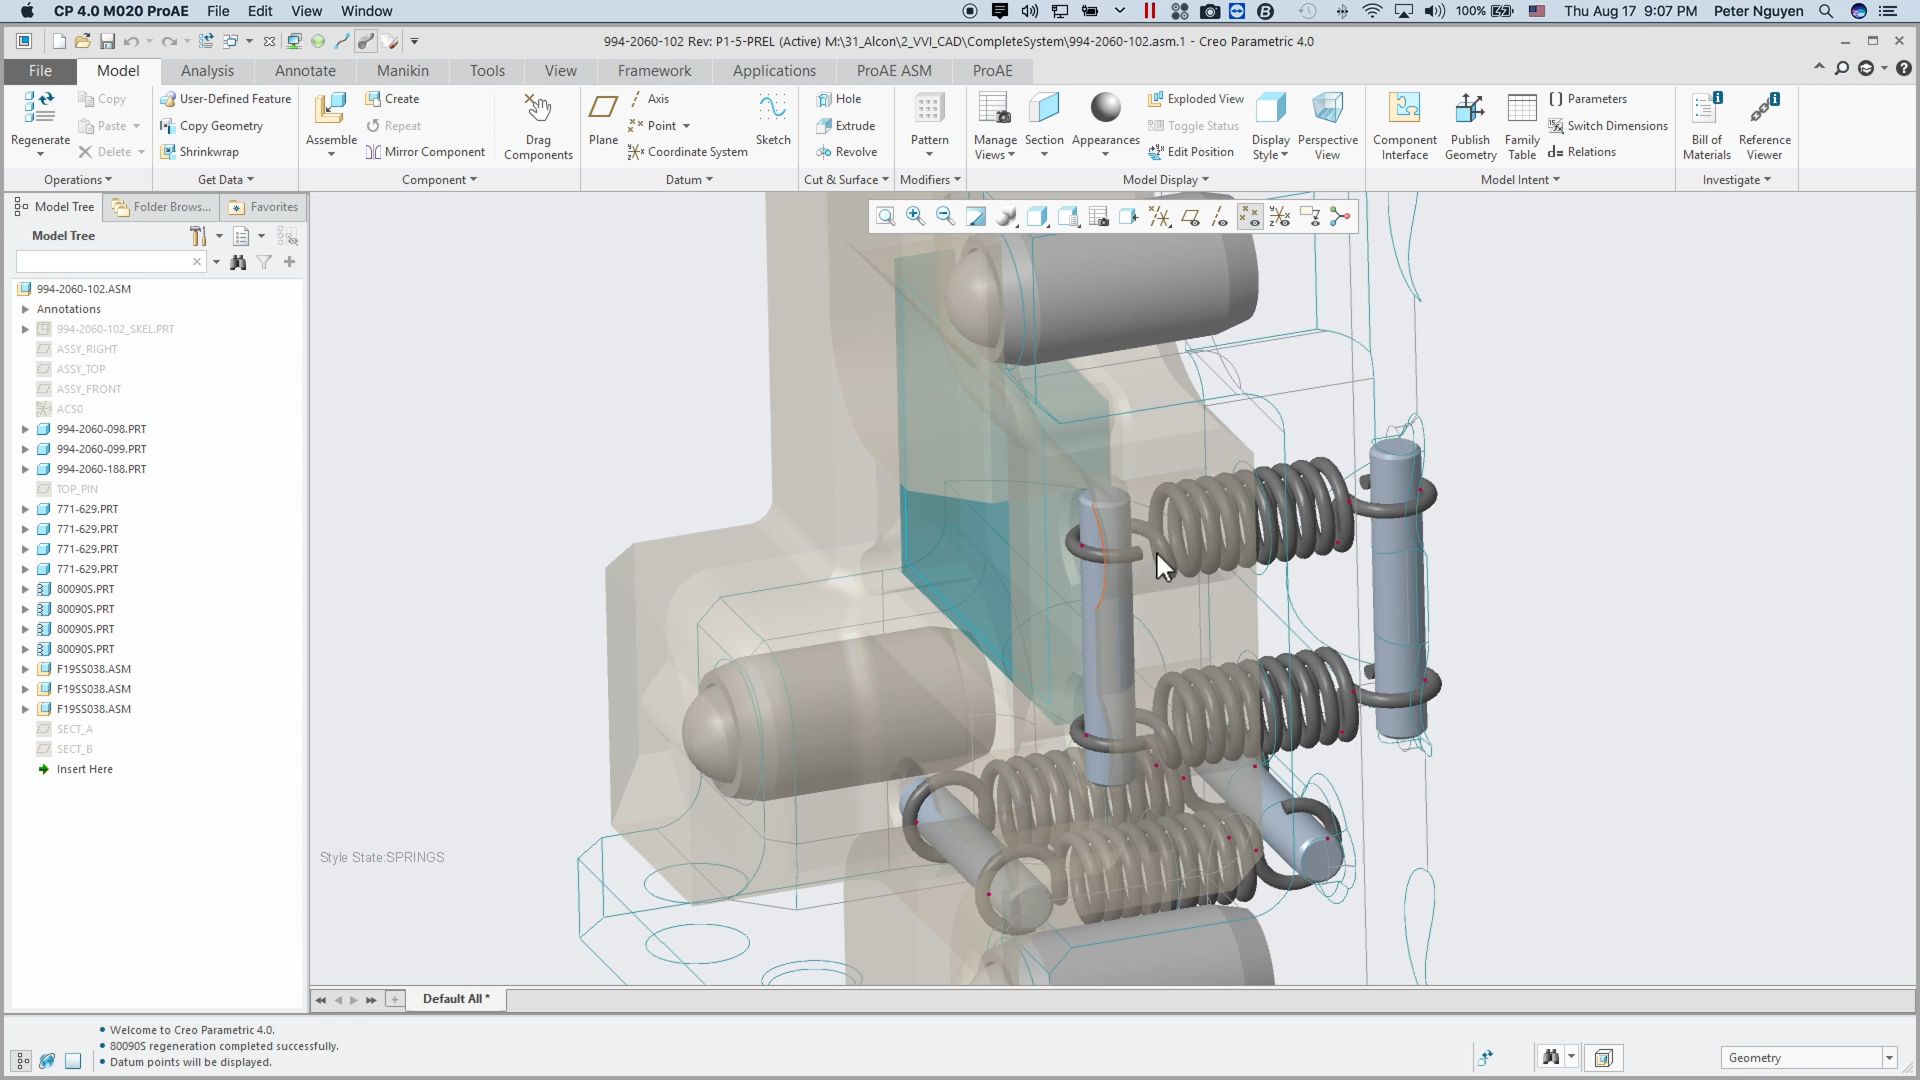 CP 4.0 M020 ProAE File Edit View Window 100% Thu Aug 17 9:07 PM Peter Nguyen
994-2060-102 Rev: P1-5-PREL (Active) M:\31_Alcon\2_VVI_CAD\CompleteSystem\994-2060-102.asm.1 - Creo Parametric 4.0
File Model Analysis Annotate Manikin Tools View Framework Applications ProAE ASM ProAE
Regenerate
Copy
Paste
Delete
Operations
User-Defined Feature
Copy Geometry
Shrinkwrap
Get Data
Assemble
Create
Repeat
Mirror Component
Drag Components
Component
Plane
Axis
Point
Coordinate System
Sketch
Datum
Hole
Extrude
Revolve
Cut & Surface
Pattern
Modifiers
Manage Views
Section
Appearances
Exploded View
Toggle Status
Edit Position
Display Style
Perspective View
Model Display
Component Interface
Publish Geometry
Family Table
Parameters
Switch Dimensions
d= Relations
Model Intent
Bill of Materials
Reference Viewer
Investigate
Model Tree Folder Brows... Favorites
Model Tree
994-2060-102.ASM
Annotations
994-2060-102_SKEL.PRT
ASSY_RIGHT
ASSY_TOP
ASSY_FRONT
ACS0
994-2060-098.PRT
994-2060-099.PRT
994-2060-188.PRT
TOP_PIN
771-629.PRT
771-629.PRT
771-629.PRT
771-629.PRT
80090S.PRT
80090S.PRT
80090S.PRT
80090S.PRT
F19SS038.ASM
F19SS038.ASM
F19SS038.ASM
SECT_A
SECT_B
Insert Here
Style State:SPRINGS
Default All *
• Welcome to Creo Parametric 4.0.
• 80090S regeneration completed successfully.
• Datum points will be displayed.
Geometry